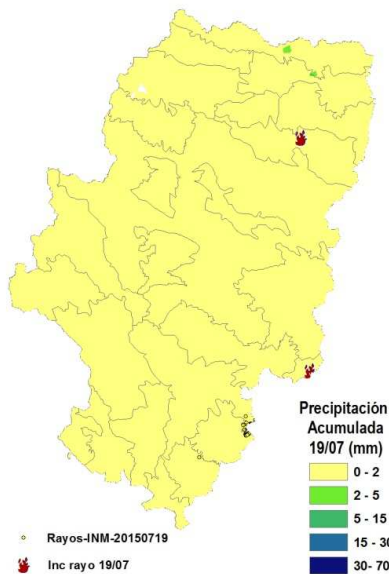 Precipitación
Acumulada
19/07 (mm)
0 - 2
2 - 5
5 - 15
15 - 30
30- 70
Rayos-INM-20150719
Inc rayo 19/07